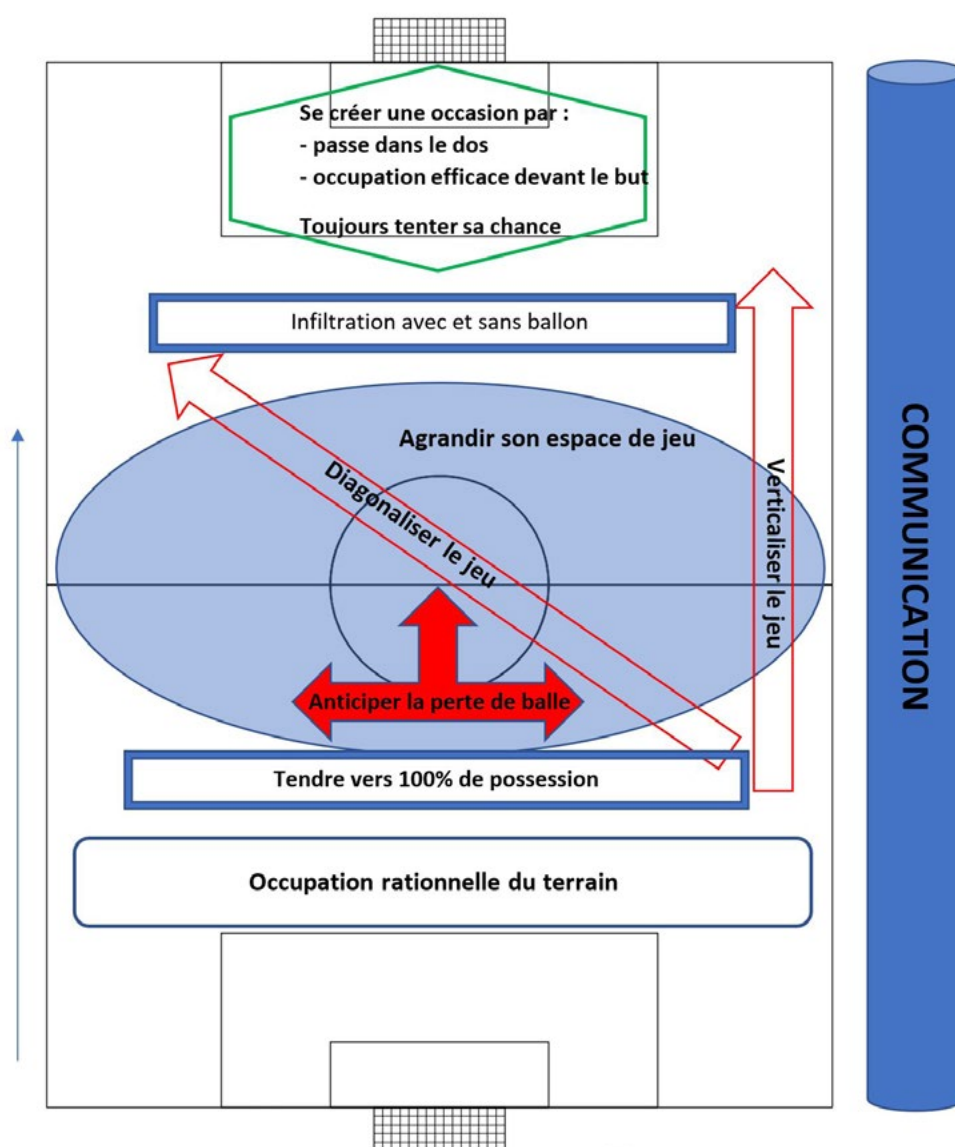 Se créer une occasion par :
- passe dans le dos
- occupation efficace devant le but
Toujours tenter sa chance
Infiltration avec et sans ballon
Agrandir son espace de jeu
Diagonaliser le jeu
Verticaliser le jeu
Anticiper la perte de balle
Tendre vers 100% de possession
Occupation rationnelle du terrain
COMMUNICATION